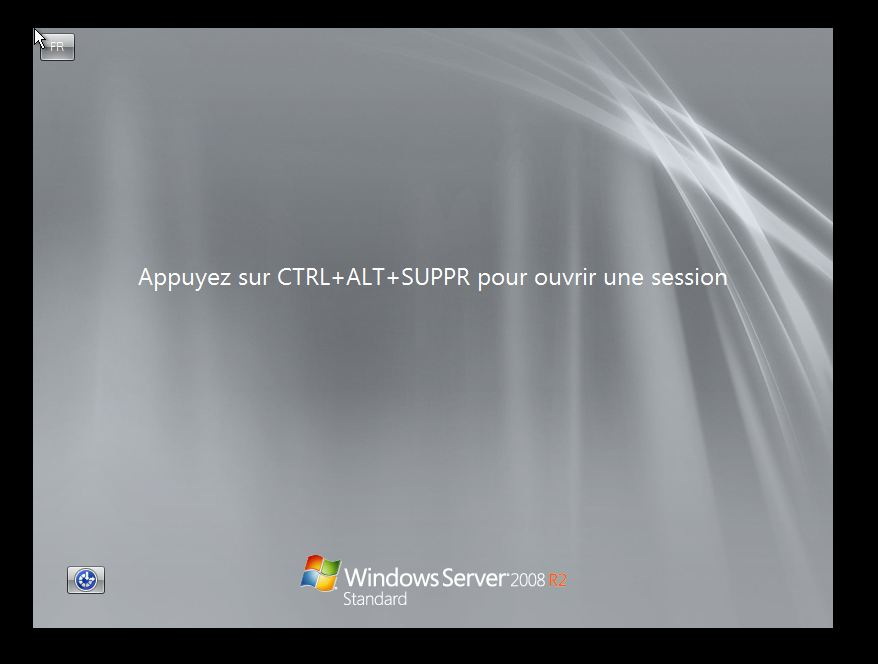 FR
Appuyez sur CTRL+ALT+SUPPR pour ouvrir une session
Windows Server 2008 R2
Standard